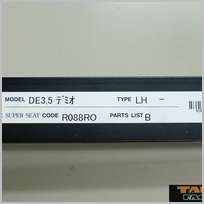 MODEL DE3,5 デミオ TYPE LH -
SUPER SEAT CODE R088RO PARTS LIST B